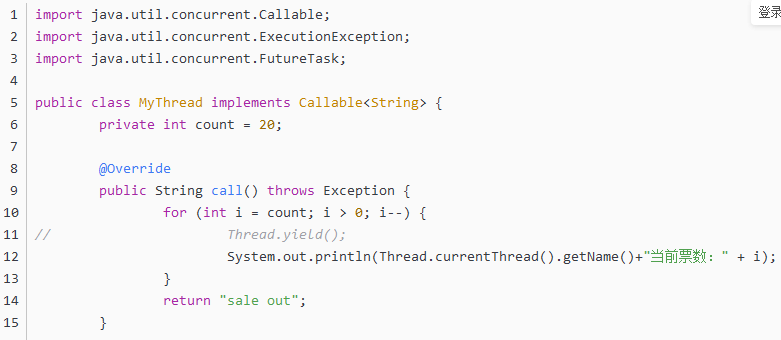 登录
1 import java.util.concurrent.Callable;
2 import java.util.concurrent.ExecutionException;
3 import java.util.concurrent.FutureTask;
4
5 public class MyThread implements Callable<String> {
6         private int count = 20;
7
8         @Override
9         public String call() throws Exception {
10                 for (int i = count; i > 0; i--) {
11 //                      Thread.yield();
12                         System.out.println(Thread.currentThread().getName()+"当前票数：" + i);
13                 }
14                 return "sale out";
15         }